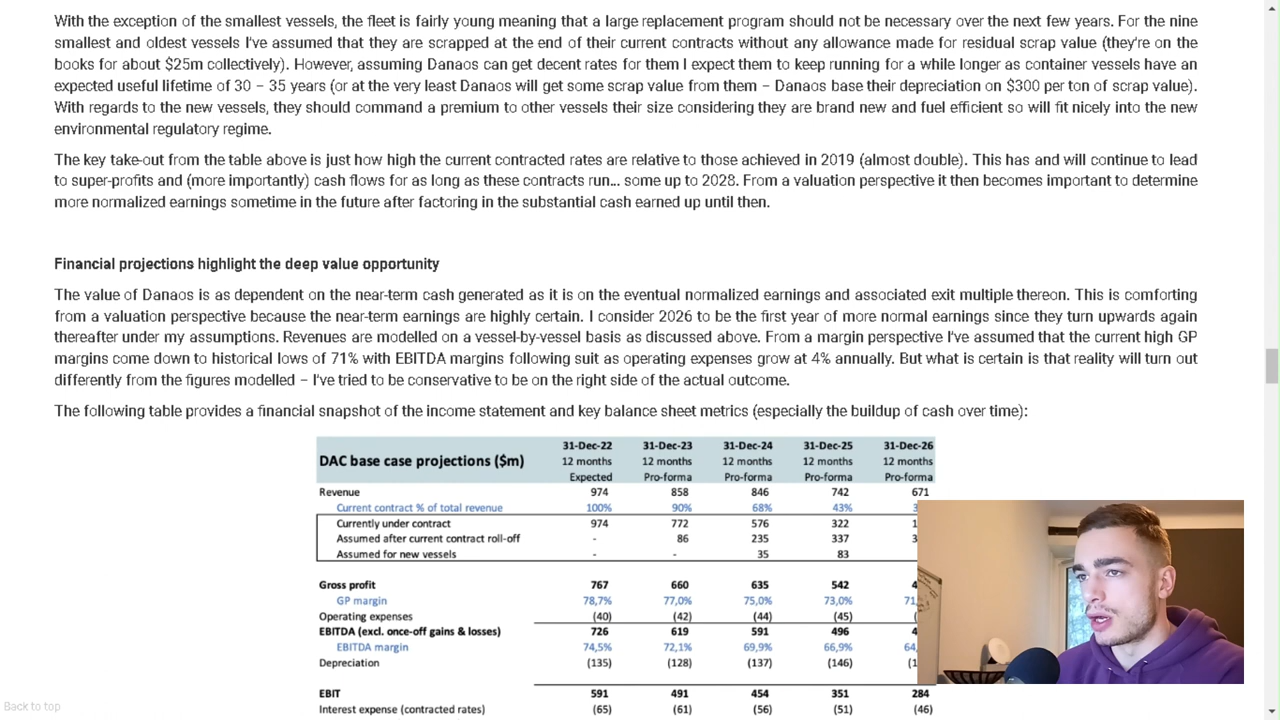 With the exception of the smallest vessels, the fleet is fairly young meaning that a large replacement program should not be necessary over the next few years. For the nine
smallest and oldest vessels I've assumed that they are scrapped at the end of their current contracts without any allowance made for residual scrap value (they're on the
books for about $25m collectively). However, assuming Danaos can get decent rates for them I expect them to keep running for a while longer as container vessels have an
expected useful lifetime of 30 – 35 years (or at the very least Danaos will get some scrap value from them – Danaos base their depreciation on $300 per ton of scrap value).
With regards to the new vessels, they should command a premium to other vessels their size considering they are brand new and fuel efficient so will fit nicely into the new
environmental regulatory regime.
The key take-out from the table above is just how high the current contracted rates are relative to those achieved in 2019 (almost double). This has and will continue to lead
to super-profits and (more importantly) cash flows for as long as these contracts run... some up to 2028. From a valuation perspective it then becomes important to determine
more normalized earnings sometime in the future after factoring in the substantial cash earned up until then.
Financial projections highlight the deep value opportunity
The value of Danaos is as dependent on the near-term cash generated as it is on the eventual normalized earnings and associated exit multiple thereon. This is comforting
from a valuation perspective because the near-term earnings are highly certain. I consider 2026 to be the first year of more normal earnings since they turn upwards again
thereafter under my assumptions. Revenues are modelled on a vessel-by-vessel basis as discussed above. From a margin perspective I've assumed that the current high GP
margins come down to historical lows of 71% with EBITDA margins following suit as operating expenses grow at 4% annually. But what is certain is that reality will turn out
differently from the figures modelled – I've tried to be conservative to be on the right side of the actual outcome.
The following table provides a financial snapshot of the income statement and key balance sheet metrics (especially the buildup of cash over time):
31-Dec-22 31-Dec-23 31-Dec-24 31-Dec-25 31-Dec-26
DAC base case projections ($m) 12 months 12 months 12 months 12 months 12 months
Expected Pro-forma Pro-forma Pro-forma Pro-forma
Revenue 974 858 846 742 671
Current contract % of total revenue 100% 90% 68% 43% 3
Currently under contract 974 772 576 322 1
Assumed after current contract roll-off - 86 235 337 3
Assumed for new vessels - - 35 83
Gross profit 767 660 635 542 4
GP margin 78,7% 77,0% 75,0% 73,0% 71,
Operating expenses (40) (42) (44) (45) (
EBITDA (excl. once-off gains & losses) 726 619 591 496 4
EBITDA margin 74,5% 72,1% 69,9% 66,9% 64,
Depreciation (135) (128) (137) (146) (1
EBIT 591 491 454 351 284
Interest expense (contracted rates) (65) (61) (56) (51) (46)
Back to top